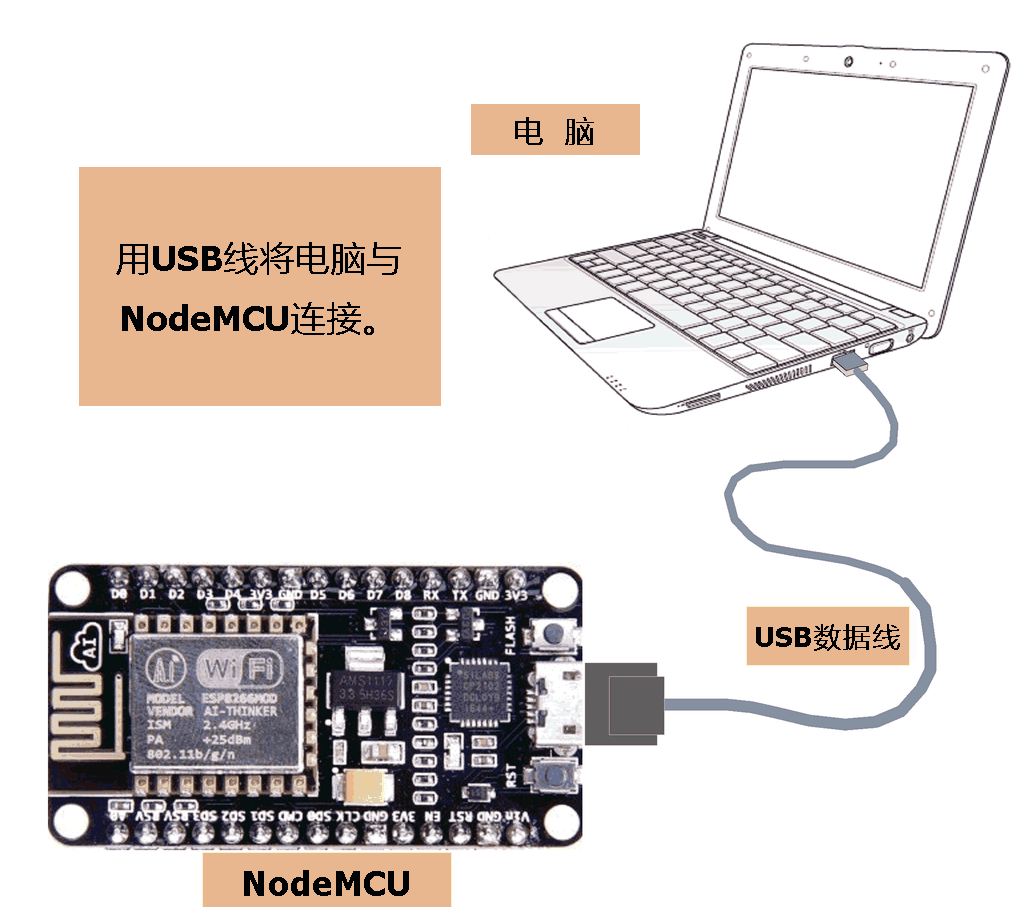 电 脑
用USB线将电脑与
NodeMCU连接。
D0 D1 D2 D3 D4 3V3 GND D5 D6 D7 D8 RX TX GND 3V3
FLASH
AI
AI WiFi
MODEL ESP8266MOD
VENDOR AI-THINKER
ISM 2.4GHz
PA +25dBm
802.11b/g/n
AMS1117
3.3 5H36S
SILABS
CP2102
USB数据线
RST
A0 RSV RSV SD3 SD2 SD1 CMD SD0 CLK GND 3V3 EN RST GND Vin
NodeMCU